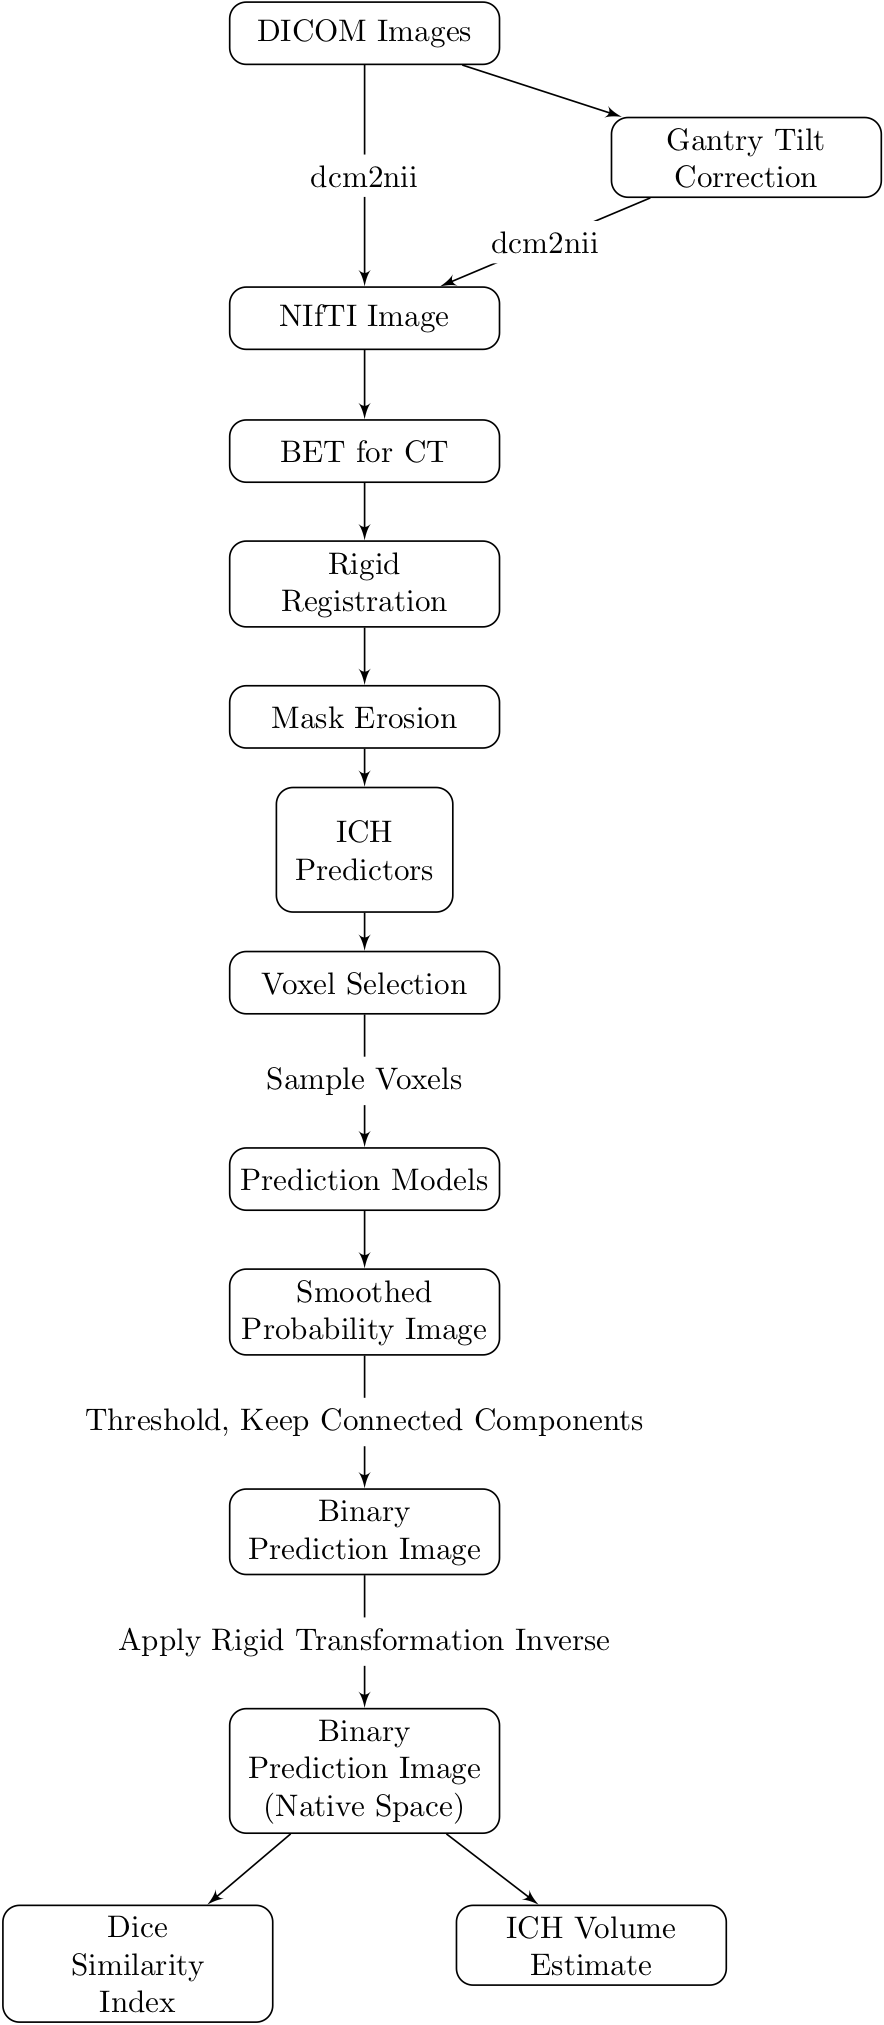 DICOM Images
Gantry Tilt
Correction
dcm2nii
dcm2nii
NIfTI Image
BET for CT
Rigid
Registration
Mask Erosion
ICH
Predictors
Voxel Selection
Sample Voxels
Prediction Models
Smoothed
Probability Image
Threshold, Keep Connected Components
Binary
Prediction Image
Apply Rigid Transformation Inverse
Binary
Prediction Image
(Native Space)
Dice
Similarity
Index
ICH Volume
Estimate